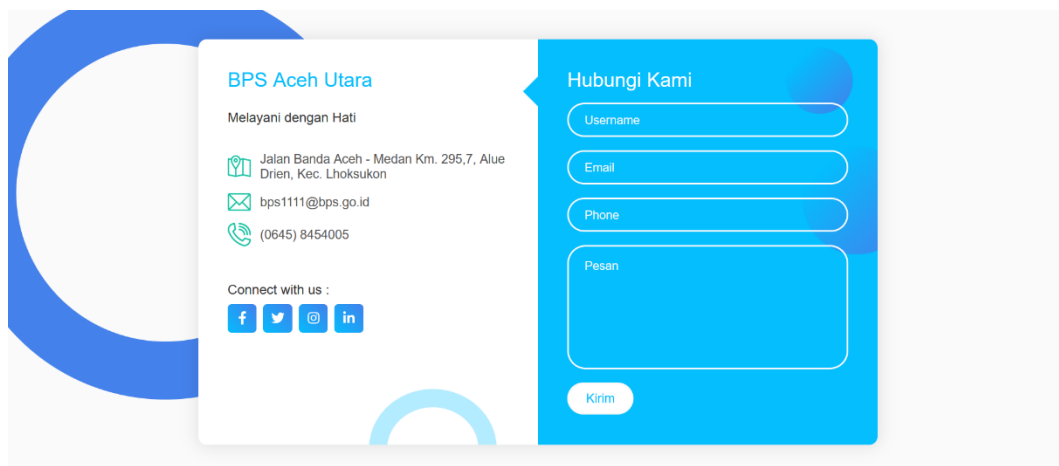 BPS Aceh Utara
Melayani dengan Hati
Jalan Banda Aceh - Medan Km. 295,7, Alue
Drien, Kec. Lhoksukon
bps1111@bps.go.id
(0645) 8454005
Connect with us :
Hubungi Kami
Username
Email
Phone
Pesan
Kirim